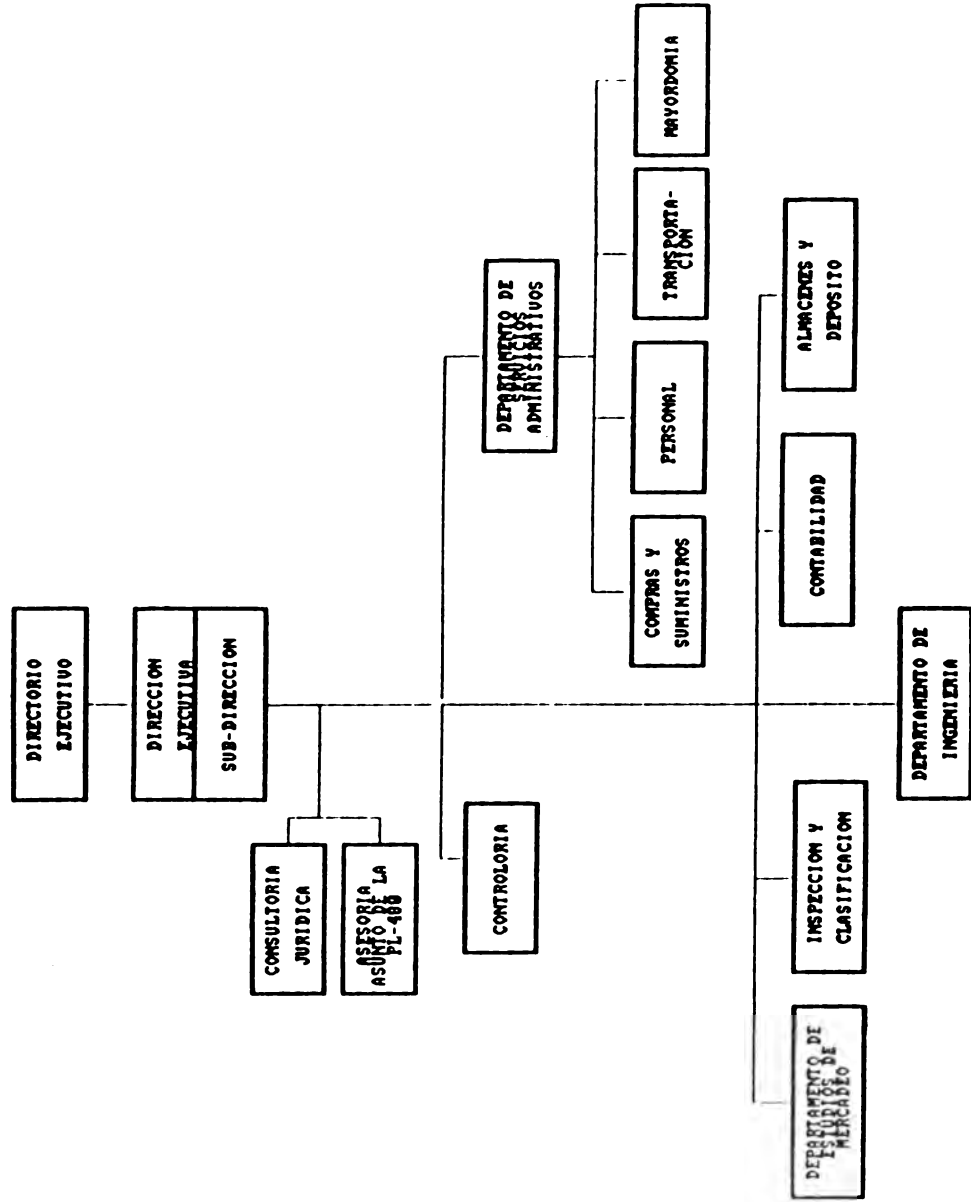 DIRECTORIO
EJECUTIVO
DIRECCION
EJECUTIVA
SUB-DIRECCION
CONSULTORIA
JURIDICA
ASESORIA
ASUNTO DE LA
PL-480
CONTROLORIA
DEPARTAMENTO DE
SERVICIOS
ADMINISTRATIVOS
COMPRAS Y
SUMINISTROS
PERSONAL
TRANSPORTA-
CION
MAYORDOMIA
DEPARTAMENTO DE
ESTUDIOS DE
MERCADEO
INSPECCION Y
CLASIFICACION
CONTABILIDAD
ALMACENES Y
DEPOSITO
DEPARTAMENTO DE
INGENIERIA